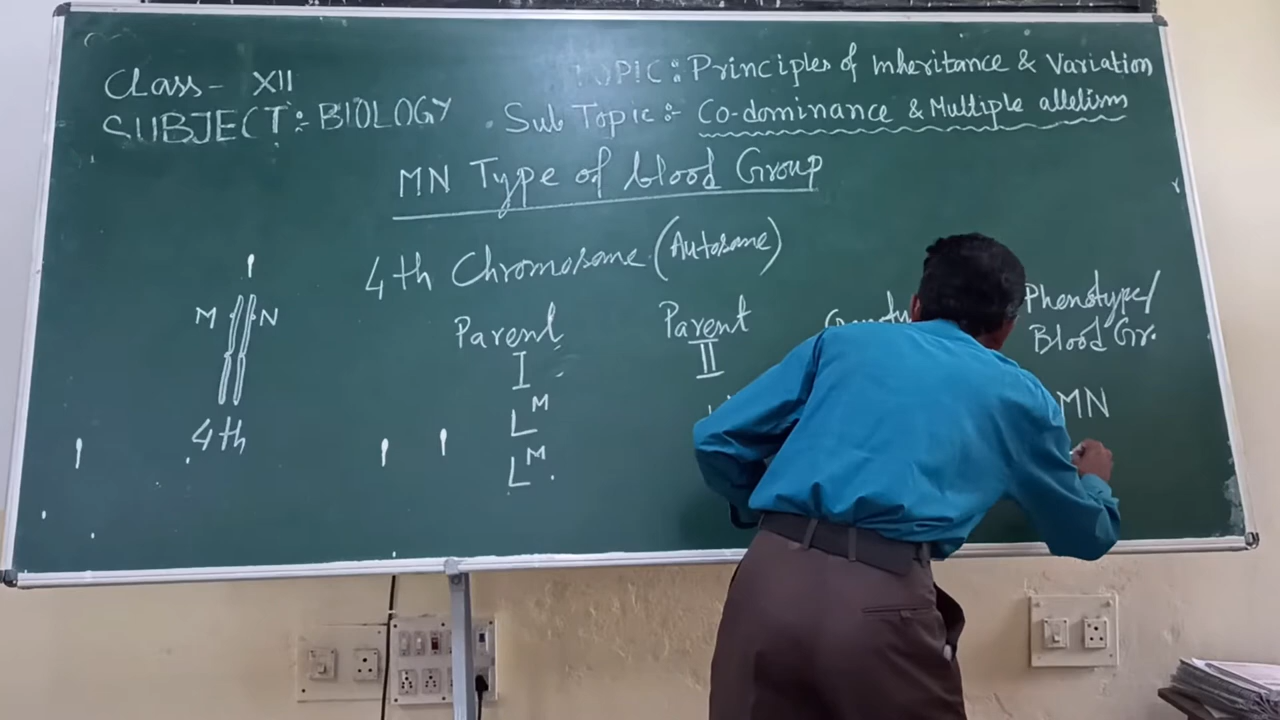 Class- XII
TOPIC:- Principles of Inheritance & Variation
SUBJECT:- BIOLOGY
Sub Topic:- Co-dominance & Multiple allelism
MN Type of blood Group
4th Chromosome (Autosome)
M N
4th
Parent I
Parent II
Phenotype/
Blood Gr.
L^M
MN
L^M